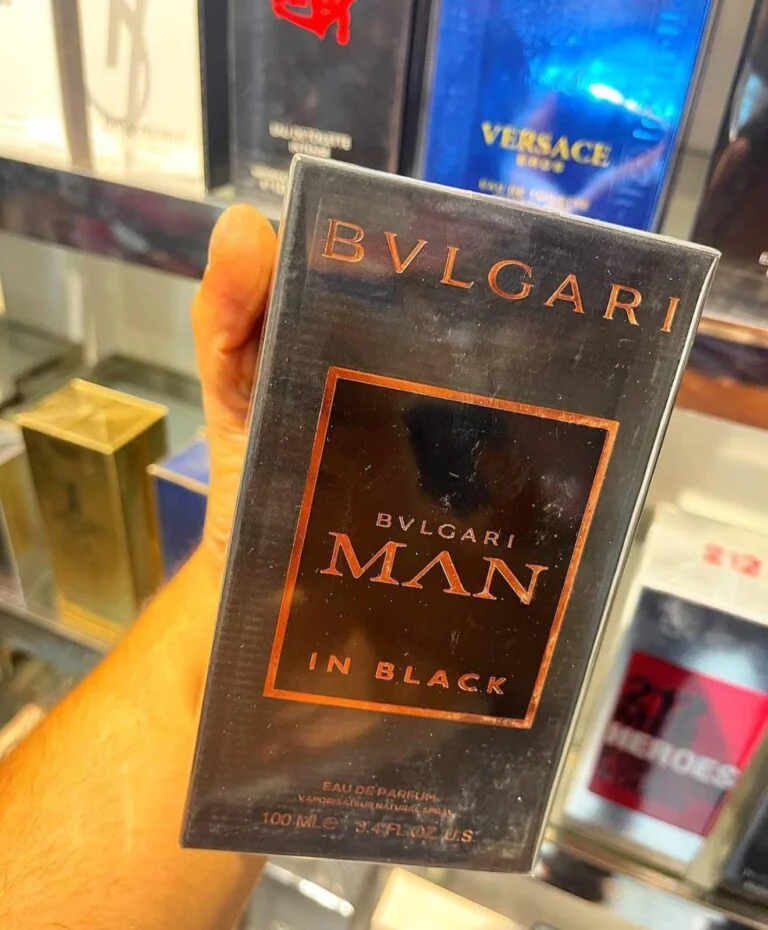 VERSACE
EROS
BVLGARI
BVLGARI
MAN
IN BLACK
EAU DE PARFUM
VAPORISATEUR NATURAL SPRAY
100 ML℮ 3.4 FL.OZ.U.S.
212
212
HEROES